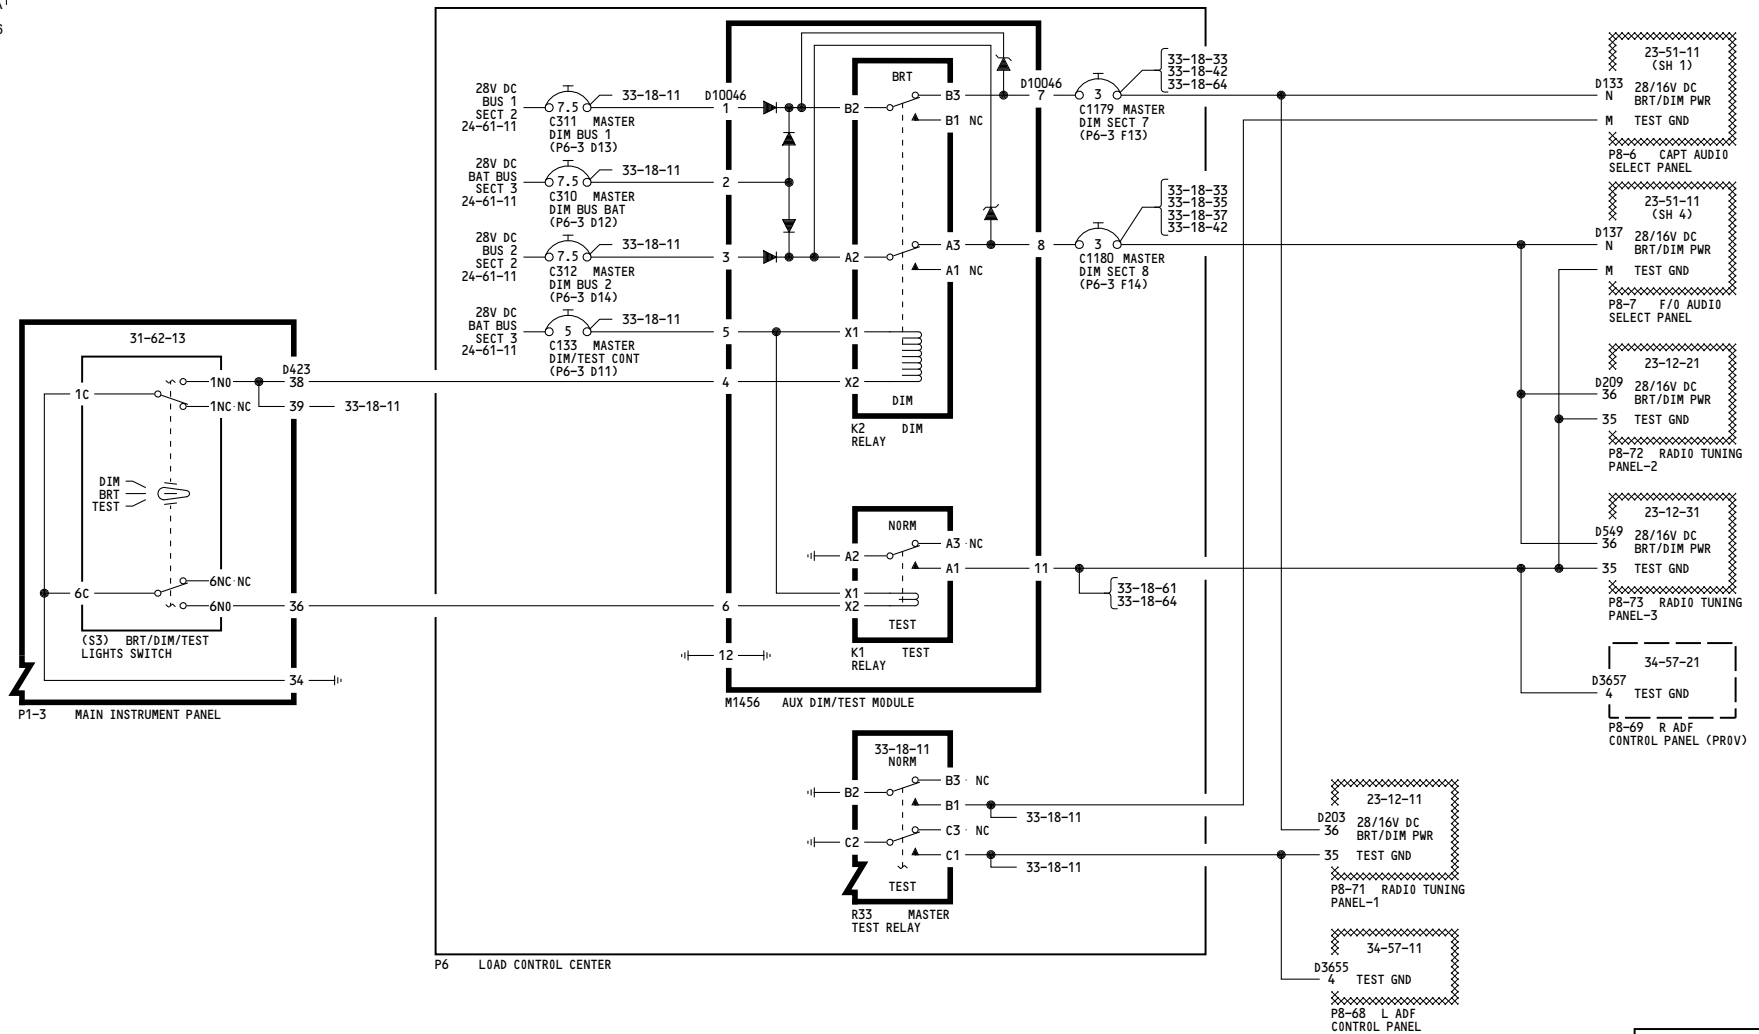 28V DC
BUS 1
SECT 2
24-61-11
7.5
33-18-11
C311 MASTER
DIM BUS 1
(P6-3 D13)
D10046
1
28V DC
BAT BUS
SECT 3
24-61-11
7.5
33-18-11
C310 MASTER
DIM BUS BAT
(P6-3 D12)
2
28V DC
BUS 2
SECT 2
24-61-11
7.5
33-18-11
C312 MASTER
DIM BUS 2
(P6-3 D14)
3
28V DC
BAT BUS
SECT 3
24-61-11
5
33-18-11
C133 MASTER
DIM/TEST CONT
(P6-3 D11)
5
4
6
12
BRT
B2
B3
B1 NC
A2
A3
A1 NC
X1
X2
DIM
K2 DIM
RELAY
NORM
A2
A3 NC
A1
X1
X2
TEST
K1 TEST
RELAY
M1456 AUX DIM/TEST MODULE
D10046
7
8
11
3
C1179 MASTER
DIM SECT 7
(P6-3 F13)
33-18-33
33-18-42
33-18-64
3
C1180 MASTER
DIM SECT 8
(P6-3 F14)
33-18-33
33-18-35
33-18-37
33-18-42
33-18-61
33-18-64
33-18-11
NORM
B2
B3 NC
B1
33-18-11
C2
C3 NC
C1
33-18-11
TEST
R33 MASTER
TEST RELAY
P6 LOAD CONTROL CENTER
31-62-13
1C
1NO
1NC NC
D423
38
39
33-18-11
DIM
BRT
TEST
6C
6NC NC
6NO
36
(S3) BRT/DIM/TEST
LIGHTS SWITCH
34
P1-3 MAIN INSTRUMENT PANEL
23-51-11
(SH 1)
D133
N 28/16V DC
BRT/DIM PWR
M TEST GND
P8-6 CAPT AUDIO
SELECT PANEL
23-51-11
(SH 4)
D137
N 28/16V DC
BRT/DIM PWR
M TEST GND
P8-7 F/O AUDIO
SELECT PANEL
23-12-21
D209
36 28/16V DC
BRT/DIM PWR
35 TEST GND
P8-72 RADIO TUNING
PANEL-2
23-12-31
D549
36 28/16V DC
BRT/DIM PWR
35 TEST GND
P8-73 RADIO TUNING
PANEL-3
34-57-21
D3657
4 TEST GND
P8-69 R ADF
CONTROL PANEL (PROV)
23-12-11
D203
36 28/16V DC
BRT/DIM PWR
35 TEST GND
P8-71 RADIO TUNING
PANEL-1
34-57-11
D3655
4 TEST GND
P8-68 L ADF
CONTROL PANEL